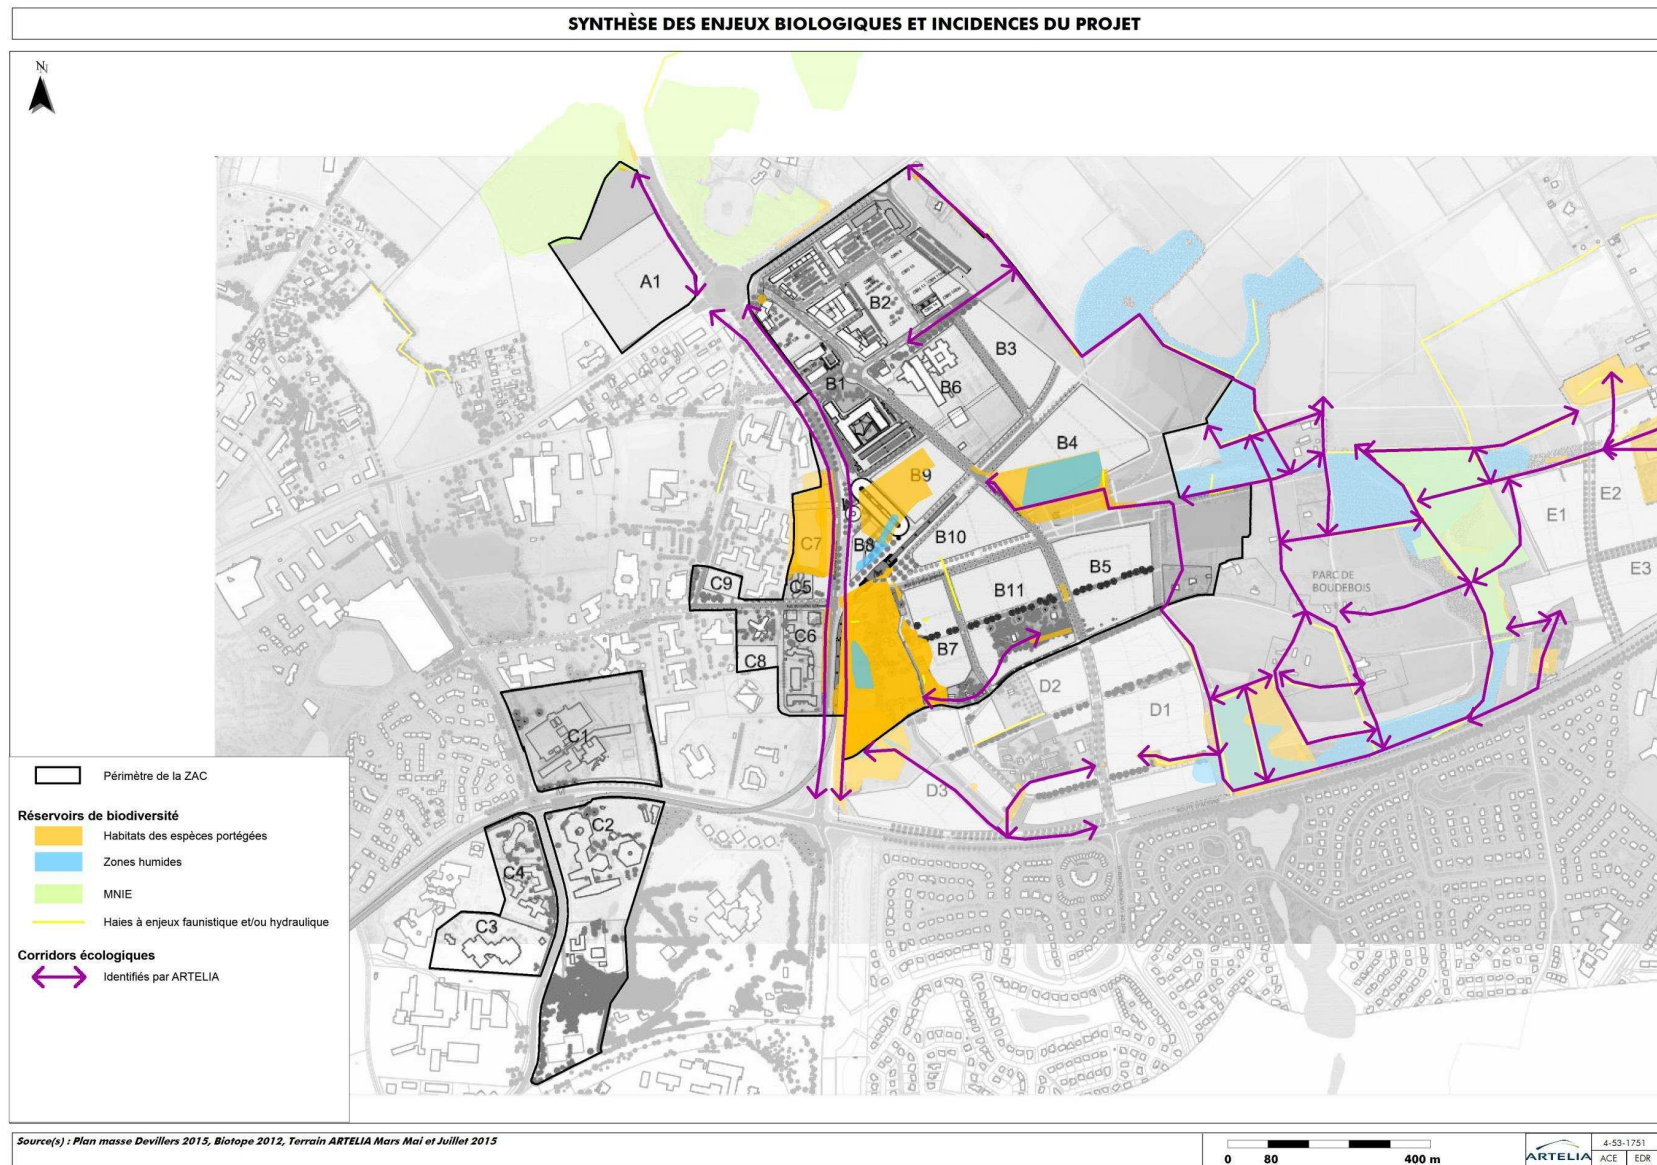 SYNTHÈSE DES ENJEUX BIOLOGIQUES ET INCIDENCES DU PROJET
N
A1
B2
B3
B1
B6
B4
B9
C7
B8
B10
C9
C5
B11
B5
C6
B7
C8
C1
C2
C4
C3
D2
D1
D3
E2
E1
E3
PARC DE
BOUDEBOIS
Périmètre de la ZAC
Réservoirs de biodiversité
Habitats des espèces portégées
Zones humides
MNIE
Haies à enjeux faunistique et/ou hydraulique
Corridors écologiques
Identifiés par ARTELIA
Source(s) : Plan masse Devillers 2015, Biotope 2012, Terrain ARTELIA Mars Mai et Juillet 2015
0 80 400 m
ARTELIA
4-53-1751
ACE EDR